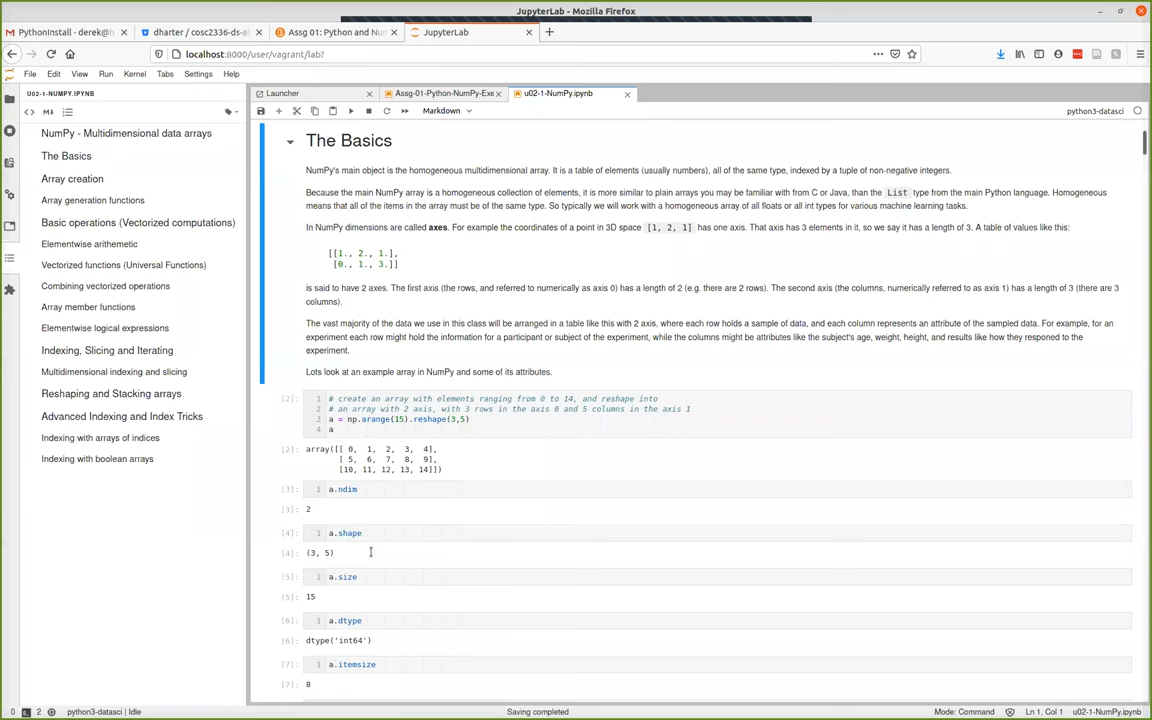 JupyterLab - Mozilla Firefox
PythonInstall - derek@h
dharter / cosc2336-ds-al
Assg 01: Python and Num
JupyterLab
localhost:8000/user/vagrant/lab?
File Edit View Run Kernel Tabs Settings Help
U02-1-NUMPY.IPYNB
NumPy - Multidimensional data arrays
The Basics
Array creation
Array generation functions
Basic operations (Vectorized computations)
Elementwise arithemetic
Vectorized functions (Universal Functions)
Combining vectorized operations
Array member functions
Elementwise logical expressions
Indexing, Slicing and Iterating
Multidimensional indexing and slicing
Reshaping and Stacking arrays
Advanced Indexing and Index Tricks
Indexing with arrays of indices
Indexing with boolean arrays
Launcher
Assg-01-Python-NumPy-Exe
u02-1-NumPy.ipynb
Markdown
python3-datasci
The Basics
NumPy's main object is the homogeneous multidimensional array. It is a table of elements (usually numbers), all of the same type, indexed by a tuple of non-negative integers.
Because the main NumPy array is a homogeneous collection of elements, it is more similar to plain arrays you may be familiar with from C or Java, than the List type from the main Python language. Homogeneous
means that all of the items in the array must be of the same type. So typically we will work with a homogeneous array of all floats or all int types for various machine learning tasks.
In NumPy dimensions are called axes. For example the coordinates of a point in 3D space [1, 2, 1] has one axis. That axis has 3 elements in it, so we say it has a length of 3. A table of values like this:
[[1., 2., 1.],
[0., 1., 3.]]
is said to have 2 axes. The first axis (the rows, and referred to numerically as axis 0) has a length of 2 (e.g. there are 2 rows). The second axis (the columns, numerically referred to as axis 1) has a length of 3 (there are 3
columns).
The vast majority of the data we use in this class will be arranged in a table like this with 2 axis, where each row holds a sample of data, and each column represents an attribute of the sampled data. For example, for an
experiment each row might hold the information for a participant or subject of the experiment, while the columns might be attributes like the subject's age, weight, height, and results like how they responed to the
experiment.
Lots look at an example array in NumPy and some of its attributes.
[2]: 1 # create an array with elements ranging from 0 to 14, and reshape into
2 # an array with 2 axis, with 3 rows in the axis 0 and 5 columns in the axis 1
3 a = np.arange(15).reshape(3,5)
4 a
[2]: array([[ 0, 1, 2, 3, 4],
[ 5, 6, 7, 8, 9],
[10, 11, 12, 13, 14]])
[3]: 1 a.ndim
[3]: 2
[4]: 1 a.shape
[4]: (3, 5)
[5]: 1 a.size
[5]: 15
[6]: 1 a.dtype
[6]: dtype('int64')
[7]: 1 a.itemsize
[7]: 8
0 2 python3-datasci | Idle Saving completed Mode: Command Ln 1, Col 1 u02-1-NumPy.ipynb